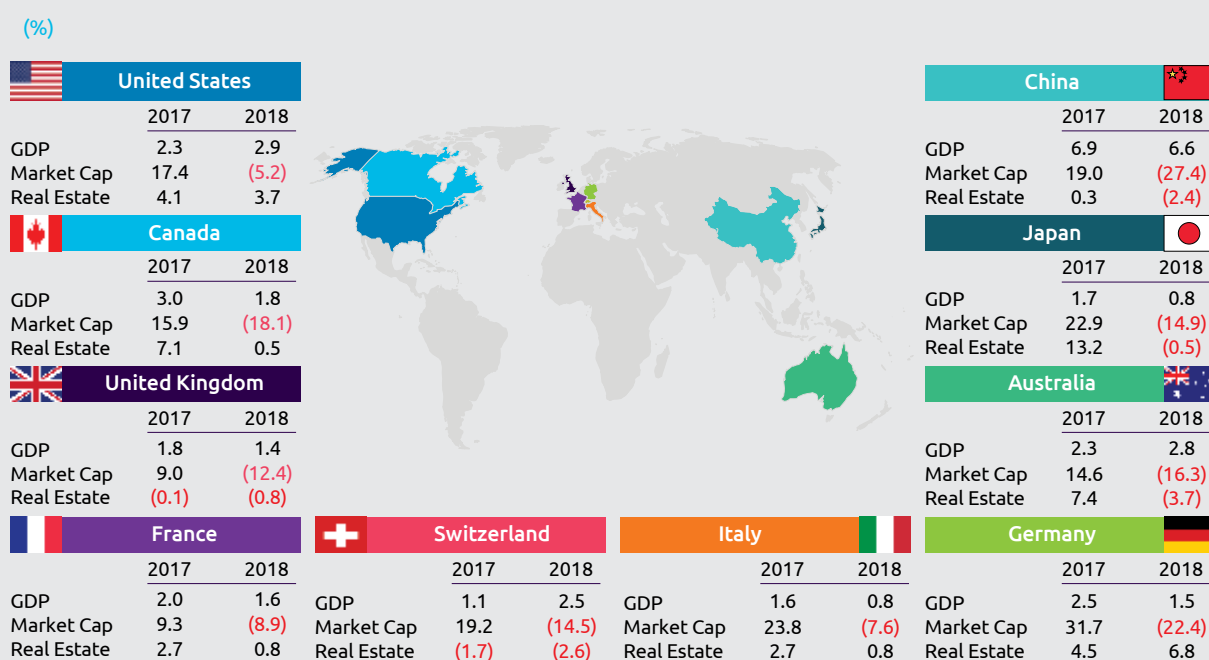 (%)
United States
2017 2018
GDP 2.3 2.9
Market Cap 17.4 (5.2)
Real Estate 4.1 3.7
Canada
2017 2018
GDP 3.0 1.8
Market Cap 15.9 (18.1)
Real Estate 7.1 0.5
United Kingdom
2017 2018
GDP 1.8 1.4
Market Cap 9.0 (12.4)
Real Estate (0.1) (0.8)
France
2017 2018
GDP 2.0 1.6
Market Cap 9.3 (8.9)
Real Estate 2.7 0.8
Switzerland
2017 2018
GDP 1.1 2.5
Market Cap 19.2 (14.5)
Real Estate (1.7) (2.6)
Italy
2017 2018
GDP 1.6 0.8
Market Cap 23.8 (7.6)
Real Estate 2.7 0.8
China
2017 2018
GDP 6.9 6.6
Market Cap 19.0 (27.4)
Real Estate 0.3 (2.4)
Japan
2017 2018
GDP 1.7 0.8
Market Cap 22.9 (14.9)
Real Estate 13.2 (0.5)
Australia
2017 2018
GDP 2.3 2.8
Market Cap 14.6 (16.3)
Real Estate 7.4 (3.7)
Germany
2017 2018
GDP 2.5 1.5
Market Cap 31.7 (22.4)
Real Estate 4.5 6.8